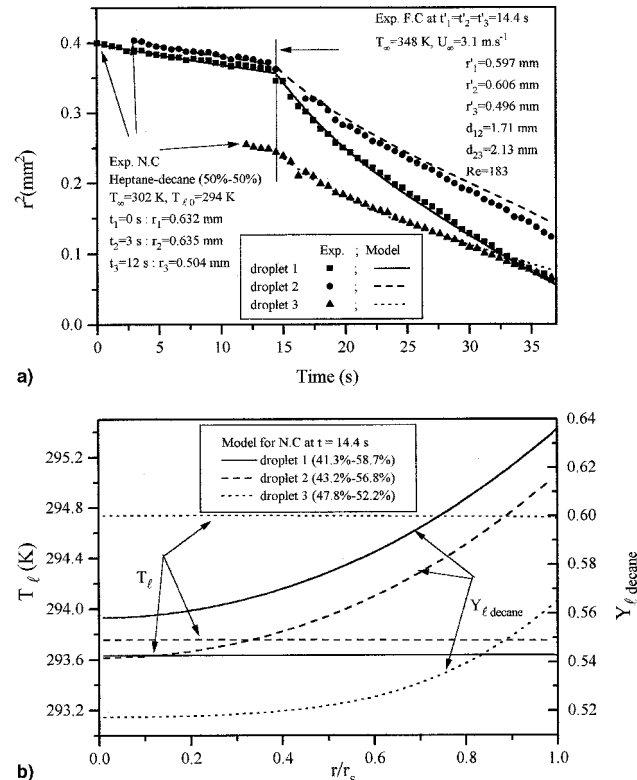 Exp. F.C at t'1=t'2=t'3=14.4 s
T∞=348 K, U∞=3.1 m.s-1
r'1=0.597 mm
r'2=0.606 mm
r'3=0.496 mm
d12=1.71 mm
d23=2.13 mm
Re=183
Exp. N.C
Heptane-decane (50%-50%)
T∞=302 K, Tℓ0=294 K
t1=0 s : r1=0.632 mm
t2=3 s : r2=0.635 mm
t3=12 s : r3=0.504 mm
Exp. ; Model
droplet 1 ;
droplet 2 ;
droplet 3 ;
r2(mm2)
0.4
0.3
0.2
0.1
0.0
0 5 10 15 20 25 30 35
Time (s)
a)
Model for N.C at t = 14.4 s
droplet 1 (41.3%-58.7%)
droplet 2 (43.2%-56.8%)
droplet 3 (47.8%-52.2%)
Tℓ
Yℓ decane
Tℓ (K)
295.2
294.8
294.4
294.0
293.6
293.2
0.64
0.62
0.60
0.58
0.56
0.54
0.52
Yℓ decane
0.0 0.2 0.4 0.6 0.8 1.0
r/rs
b)